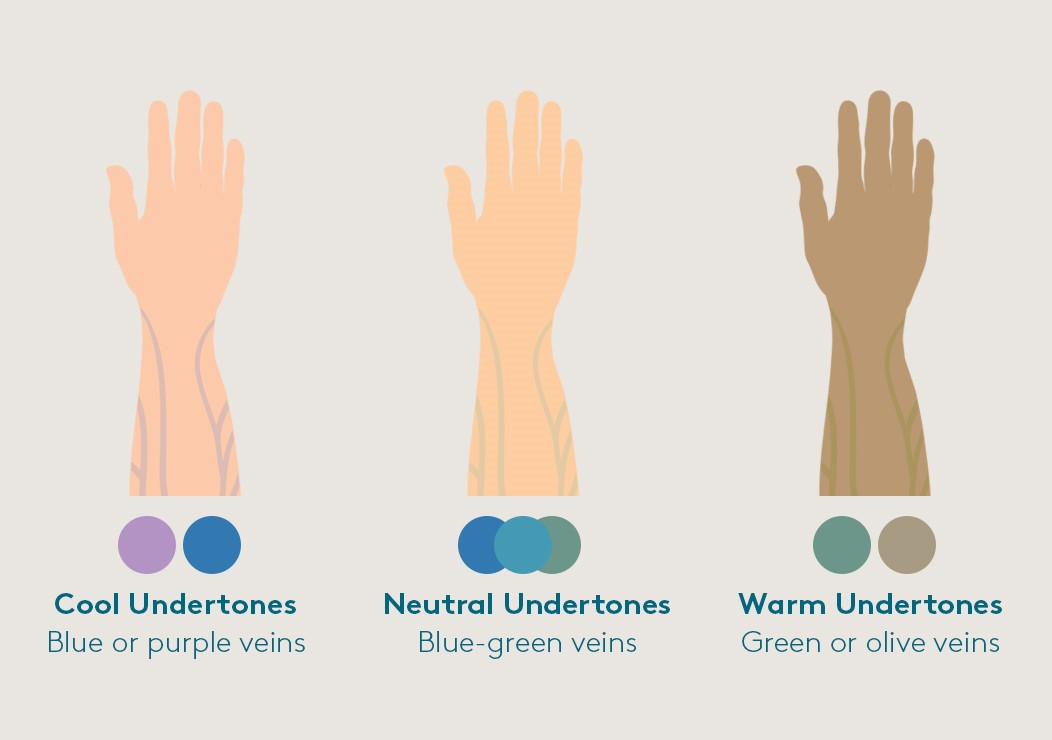 Cool Undertones
Blue or purple veins
Neutral Undertones
Blue-green veins
Warm Undertones
Green or olive veins